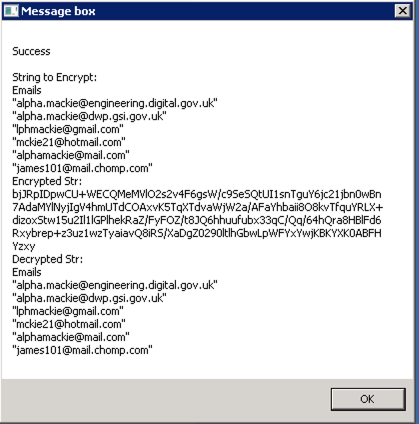 Message box
Success
String to Encrypt:
Emails
"alpha.mackie@engineering.digital.gov.uk"
"alpha.mackie@dwp.gsi.gov.uk"
"lphmackie@gmail.com"
"mckie21@hotmail.com"
"alphamackie@mail.com"
"james101@mail.chomp.com"
Encrypted Str:
bjJRpIDpwCU+WECQMeMVlO2s2v4F6gsW/c9SeSQtUI1snTguY6jc21jbn0wBn
7AdaMYlNyjIgV4hmUTdCOAxvK5TqXTdvaWjW2a/AFaYhbaii8O8kvTfquYRLX+
dizoxStw15u2Il1lGPlhekRaZ/FyFOZ/t8JQ6hhuufubx33qC/Qq/64hQra8HBlFd6
Rxybrep+z3uz1wzTyaiavQ8iRS/XaDgZ0290ltlhGbwLpWFYxYwjKBKYXK0ABFH
Yzxy
Decrypted Str:
Emails
"alpha.mackie@engineering.digital.gov.uk"
"alpha.mackie@dwp.gsi.gov.uk"
"lphmackie@gmail.com"
"mckie21@hotmail.com"
"alphamackie@mail.com"
"james101@mail.chomp.com"
OK